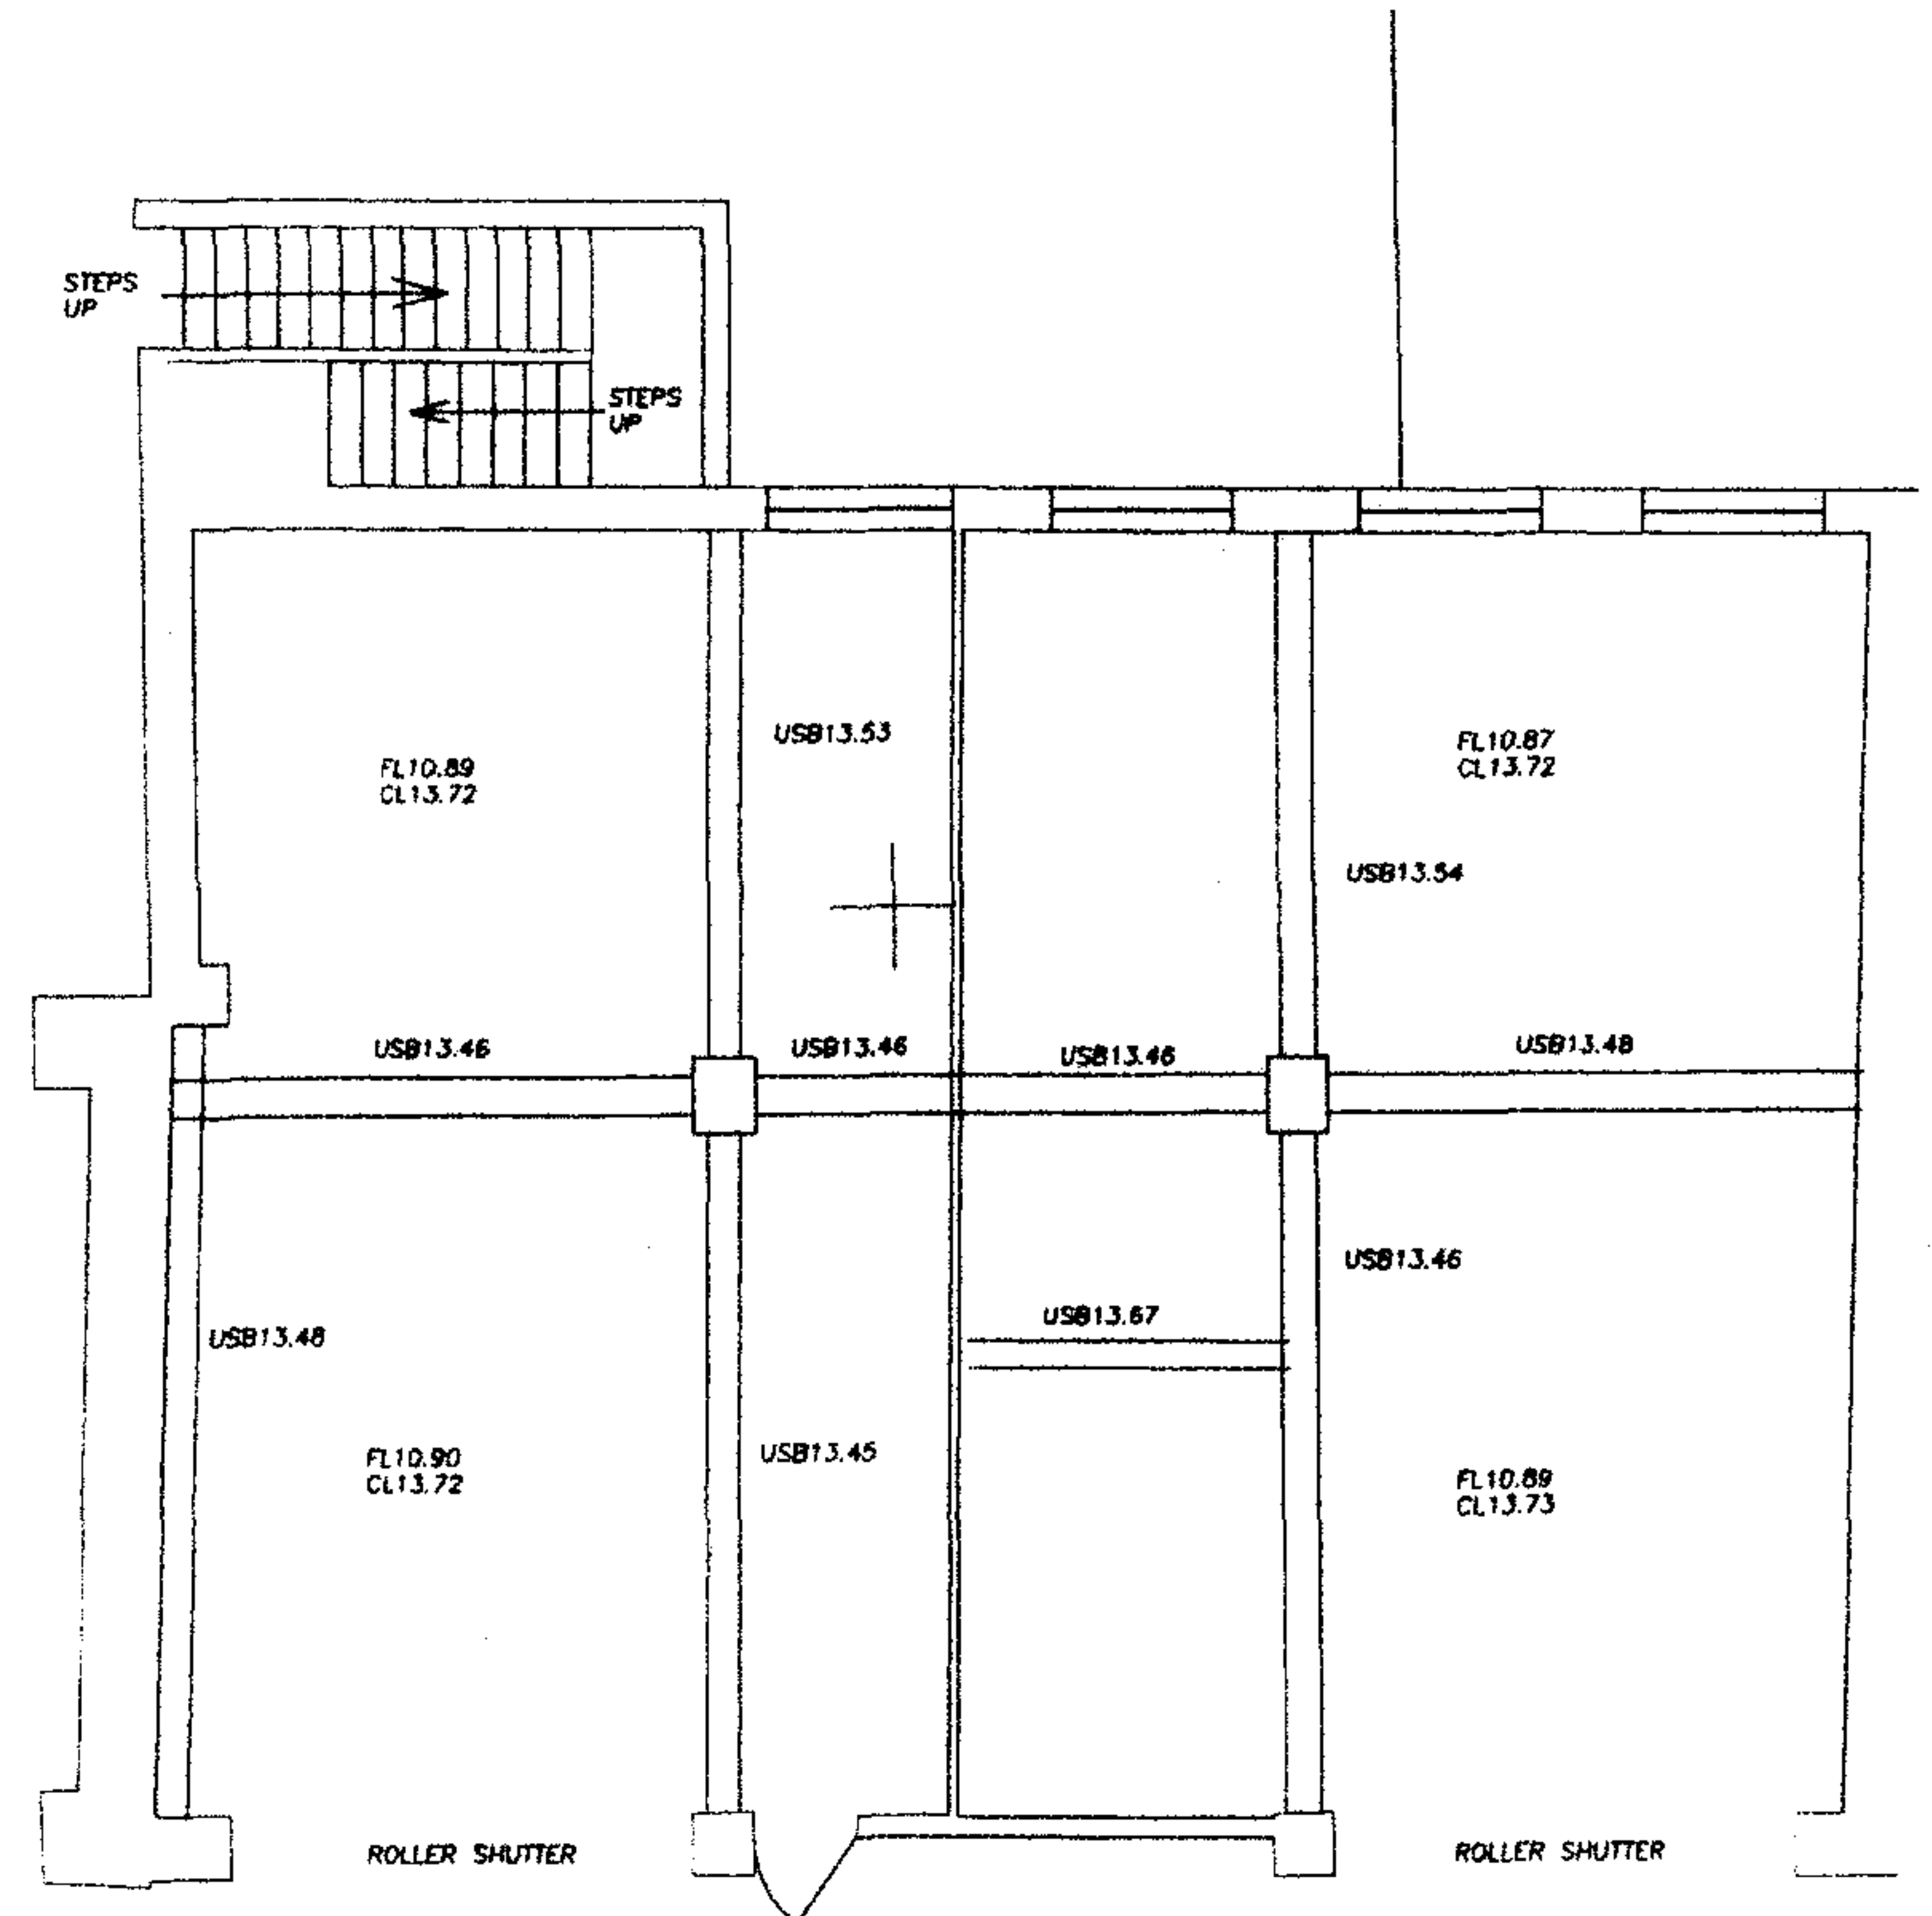 STEPS
UP
STEPS
UP
USB13.53
FL10.89
CL13.72
FL10.87
CL13.72
USB13.54
USB13.46
USB13.46
USB13.46
USB13.48
USB13.48
USB13.67
USB13.46
FL10.90
CL13.72
USB13.45
FL10.89
CL13.73
ROLLER SHUTTER
ROLLER SHUTTER